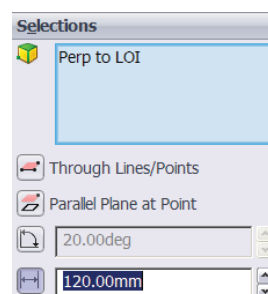 Selections
Perp to LOI
Through Lines/Points
Parallel Plane at Point
20.00deg
120.00mm